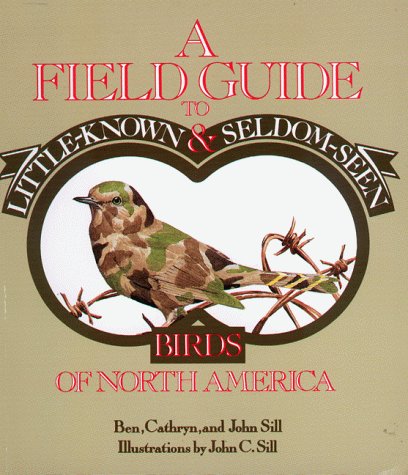 A
FIELD GUIDE
TO
LITTLE-KNOWN & SELDOM-SEEN
BIRDS
OF NORTH AMERICA
Ben, Cathryn, and John Sill
Illustrations by John C. Sill